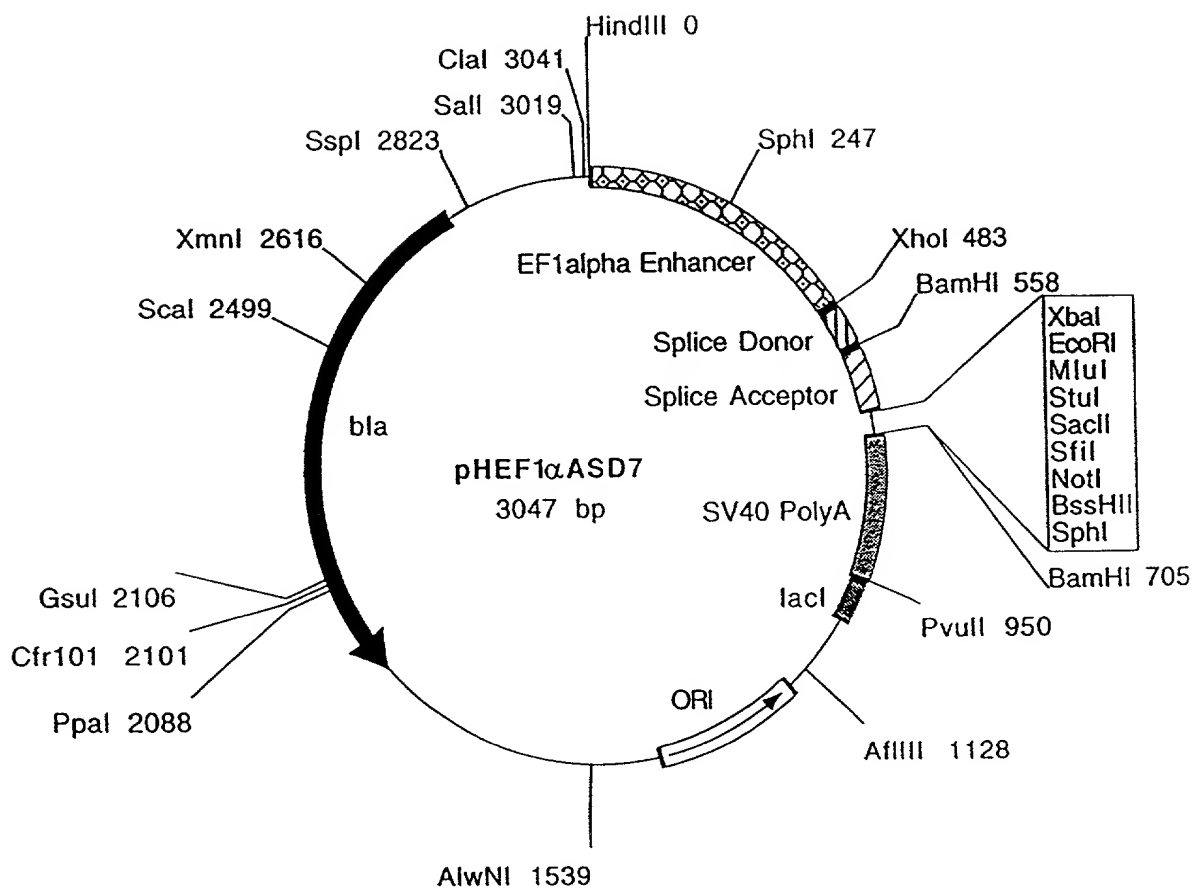 HindIII 0
ClaI 3041
SalI 3019
SspI 2823
SphI 247
XmnI 2616
XhoI 483
EF1alpha Enhancer
BamHI 558
ScaI 2499
XbaI
EcoRI
MluI
StuI
SacII
SfiI
NotI
BssHII
SphI
Splice Donor
Splice Acceptor
bla
pHEF1αASD7
3047 bp
SV40 PolyA
BamHI 705
lacI
PvuII 950
GsuI 2106
Cfr101 2101
PpaI 2088
ORI
AflIII 1128
AlwNI 1539